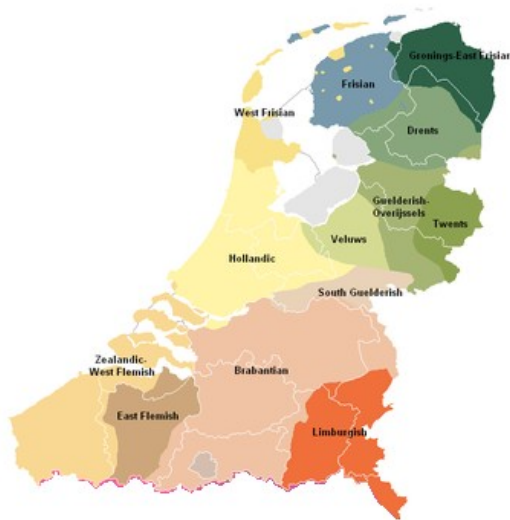 Gronings-East Frisian
Frisian
West Frisian
Drents
Guelderish-
Overijssels
Twents
Veluws
Hollandic
South Guelderish
Zealandic-
West Flemish
Brabantian
East Flemish
Limburgish